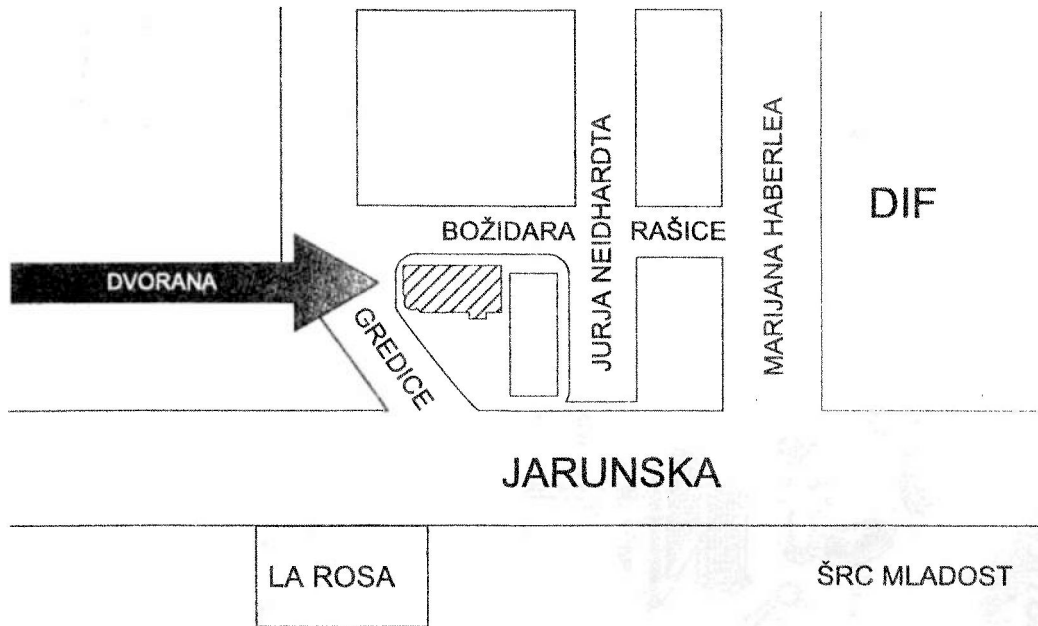 BOŽIDARA RAŠICE
JURJA NEIDHARDTA
MARIJANA HABERLEA
DIF
DVORANA
GREDICE
JARUNSKA
LA ROSA
ŠRC MLADOST